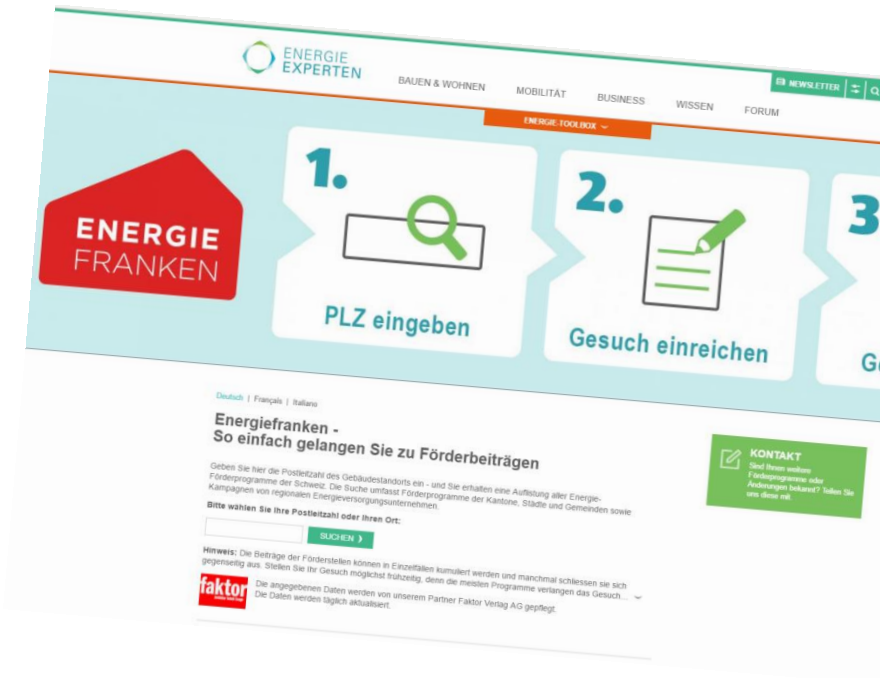 ENERGIE
EXPERTEN
BAUEN & WOHNEN
MOBILITÄT
BUSINESS
WISSEN
FORUM
NEWSLETTER
ENERGIE-TOOLBOX
ENERGIE
FRANKEN
1.
PLZ eingeben
2.
Gesuch einreichen
3
G
Deutsch | Français | Italiano
Energiefranken -
So einfach gelangen Sie zu Förderbeiträgen
Geben Sie hier die Postleitzahl des Gebäudestandorts ein - und Sie erhalten eine Auflistung aller Energie-
Förderprogramme der Schweiz. Die Suche umfasst Förderprogramme der Kantone, Städte und Gemeinden sowie
Kampagnen von regionalen Energieversorgungsunternehmen.
Bitte wählen Sie Ihre Postleitzahl oder Ihren Ort:
SUCHEN
Hinweis: Die Beiträge der Förderstellen können in Einzelfällen kumuliert werden und manchmal schliessen sie sich
gegenseitig aus. Stellen Sie Ihr Gesuch möglichst frühzeitig, denn die meisten Programme verlangen das Gesuch...
faktor
Die angegebenen Daten werden von unserem Partner Faktor Verlag AG gepflegt.
Die Daten werden täglich aktualisiert.
KONTAKT
Sind Ihnen weitere
Förderprogramme oder
Änderungen bekannt? Teilen Sie
uns diese mit.